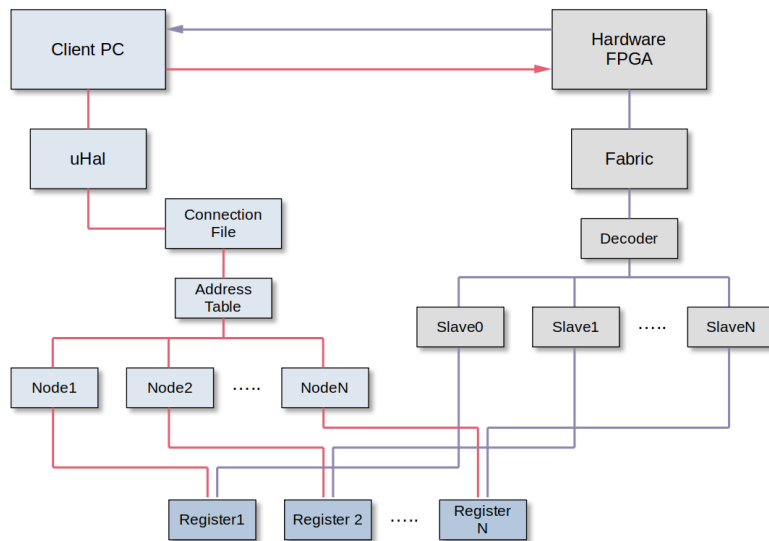 Client PC
Hardware
FPGA
uHal
Fabric
Connection
File
Decoder
Address
Table
Slave0
Slave1
.....
SlaveN
Node1
Node2
.....
NodeN
Register1
Register 2
.....
Register
N